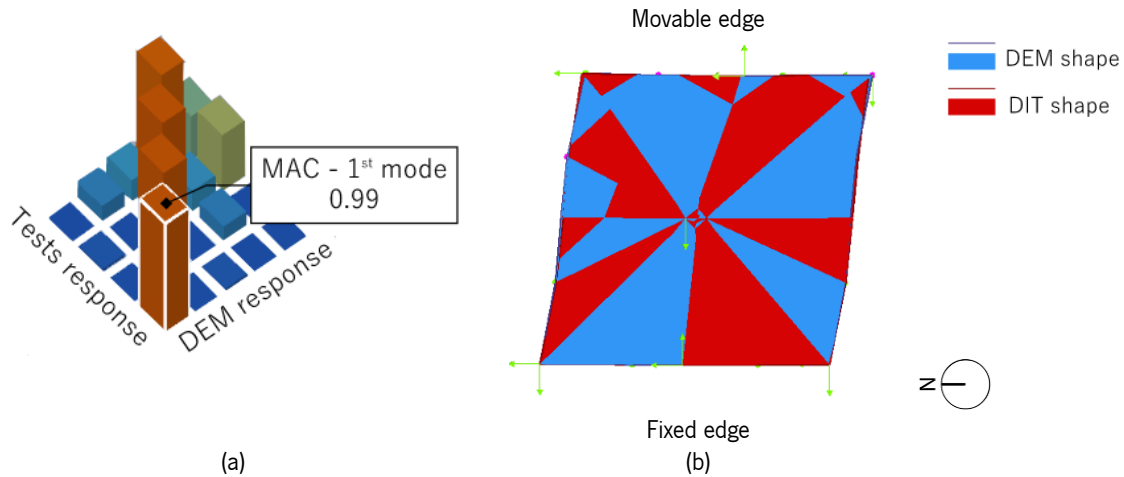 Movable edge
DEM shape
DIT shape
MAC - 1st mode
0.99
Tests response
DEM response
N
Fixed edge
(a)
(b)